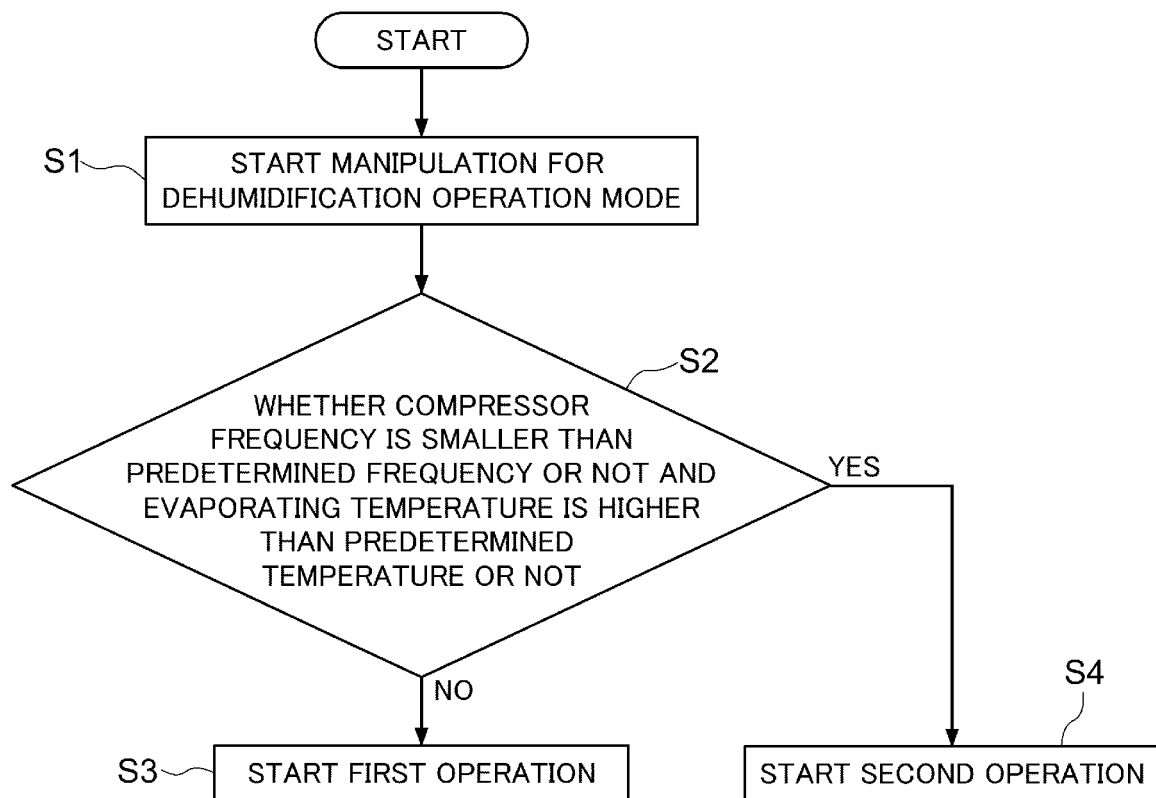 START
S1
START MANIPULATION FOR
DEHUMIDIFICATION OPERATION MODE
S2
WHETHER COMPRESSOR
FREQUENCY IS SMALLER THAN
PREDETERMINED FREQUENCY OR NOT AND
EVAPORATING TEMPERATURE IS HIGHER
THAN PREDETERMINED
TEMPERATURE OR NOT
YES
NO
S3
START FIRST OPERATION
S4
START SECOND OPERATION